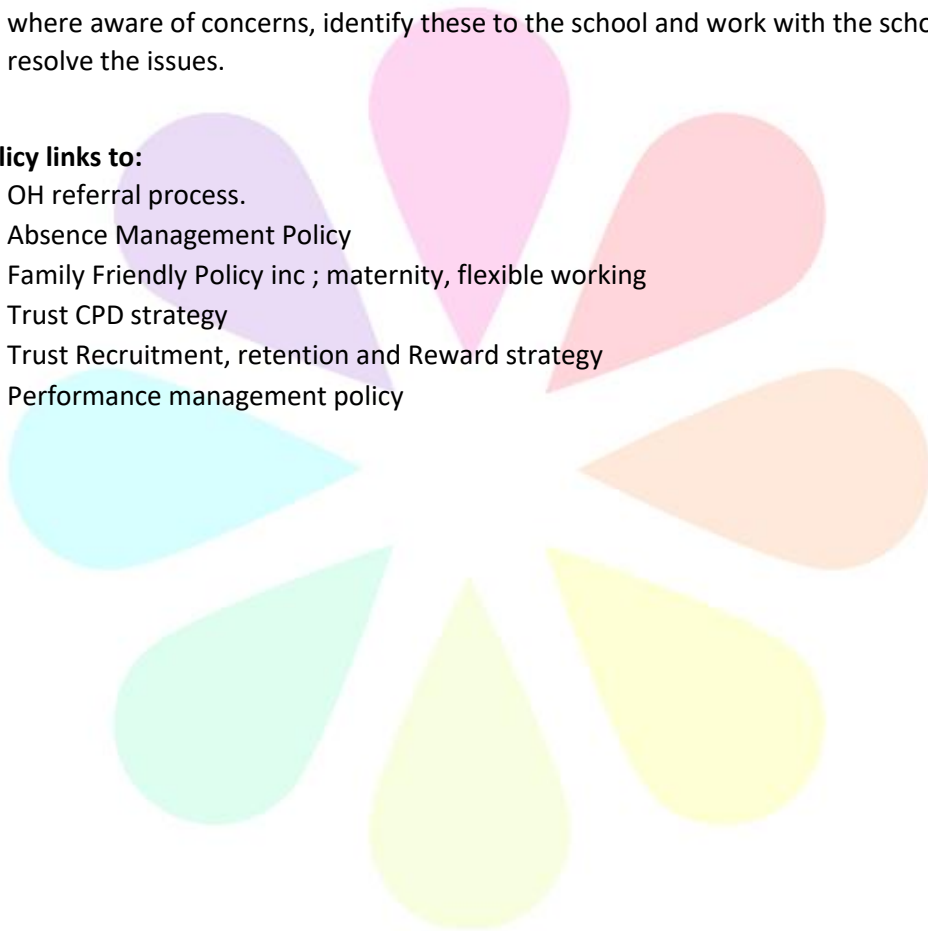 where aware of concerns, identify these to the school and work with the scho
resolve the issues.
licy links to:
OH referral process.
Absence Management Policy
Family Friendly Policy inc ; maternity, flexible working
Trust CPD strategy
Trust Recruitment, retention and Reward strategy
Performance management policy